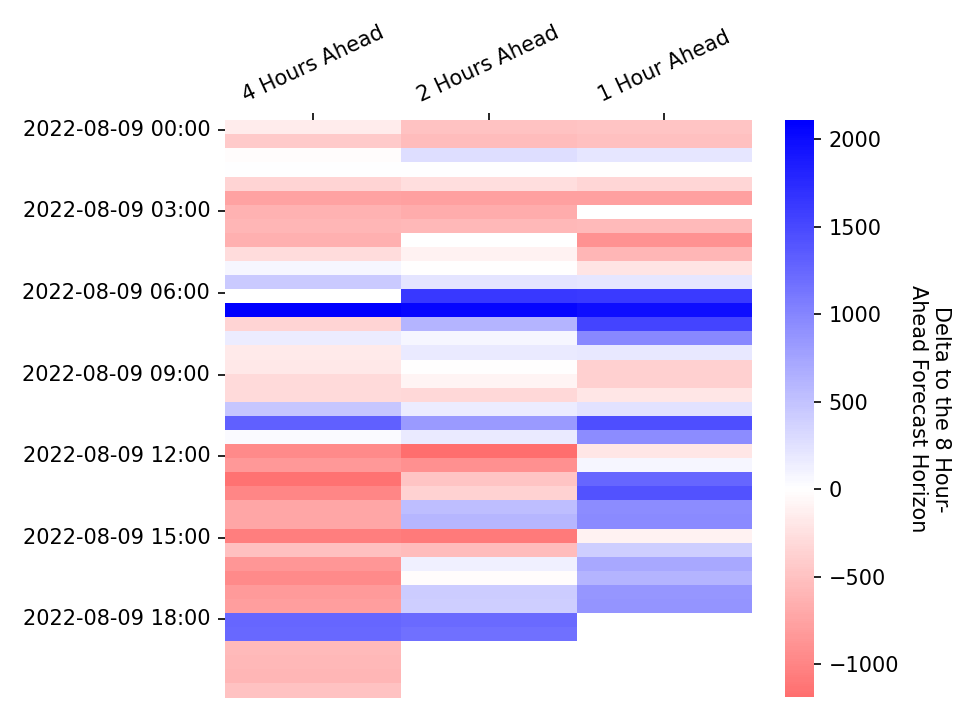 4 Hours Ahead
2 Hours Ahead
1 Hour Ahead
2022-08-09 00:00
2022-08-09 03:00
2022-08-09 06:00
2022-08-09 09:00
2022-08-09 12:00
2022-08-09 15:00
2022-08-09 18:00
2000
1500
1000
500
0
−500
−1000
Delta to the 8 Hour-
Ahead Forecast Horizon